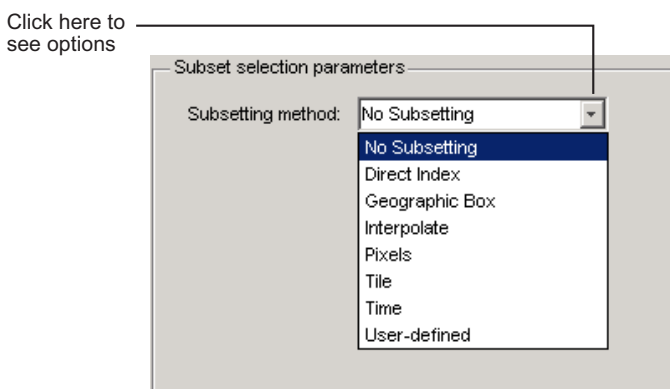 Click here to
see options
Subset selection parameters
Subsetting method: No Subsetting
No Subsetting
Direct Index
Geographic Box
Interpolate
Pixels
Tile
Time
User-defined